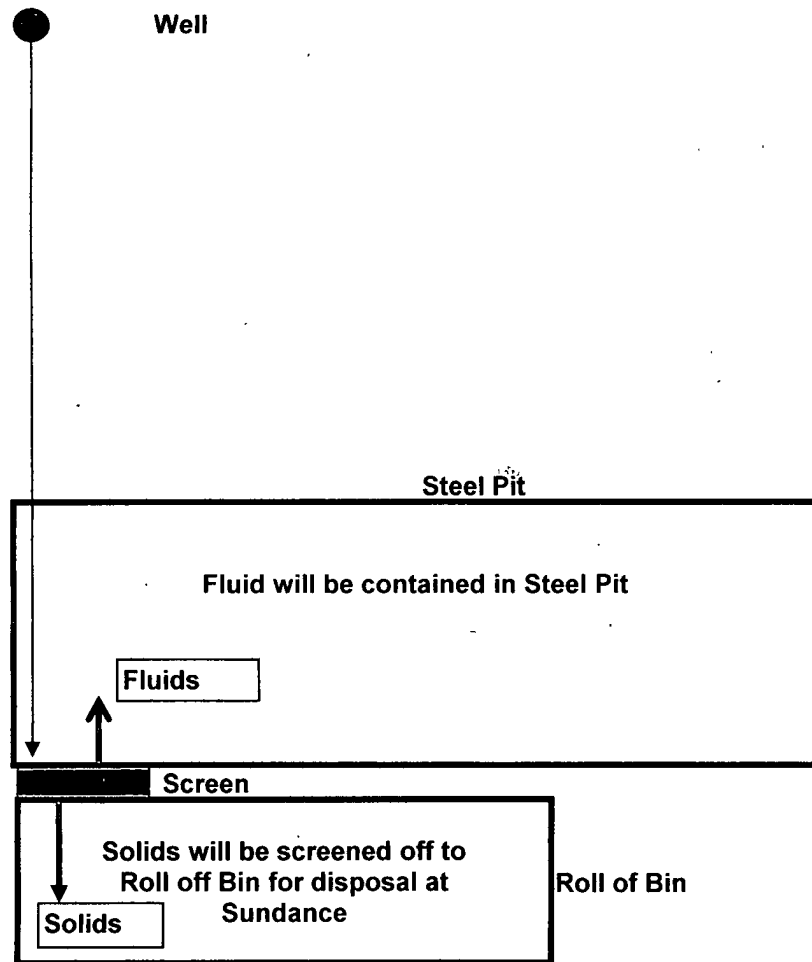 Well
Steel Pit
Fluid will be contained in Steel Pit
Fluids
Screen
Solids will be screened off to
Roll off Bin for disposal at
Sundance
Roll of Bin
Solids